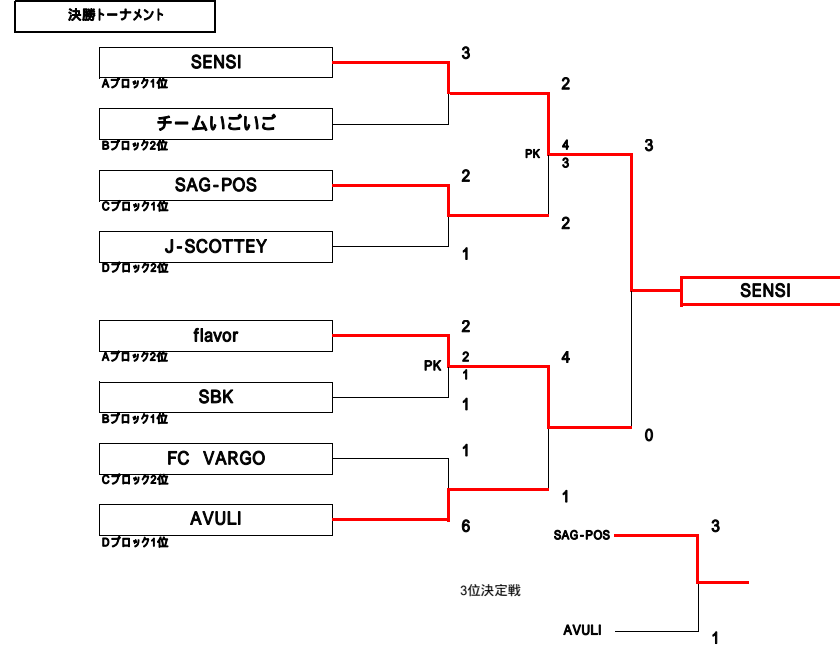 決勝トーナメント
3
SENSI
Aブロック1位
2
チームいごいご
Bブロック2位
PK
4
3
3
SAG-POS
2
Cブロック1位
2
J-SCOTTEY
1
Dブロック2位
SENSI
flavor
2
Aブロック2位
PK
2
1
4
SBK
1
Bブロック1位
0
FC VARGO
1
Cブロック2位
1
AVULI
6
Dブロック1位
SAG-POS
3
3位決定戦
AVULI
1